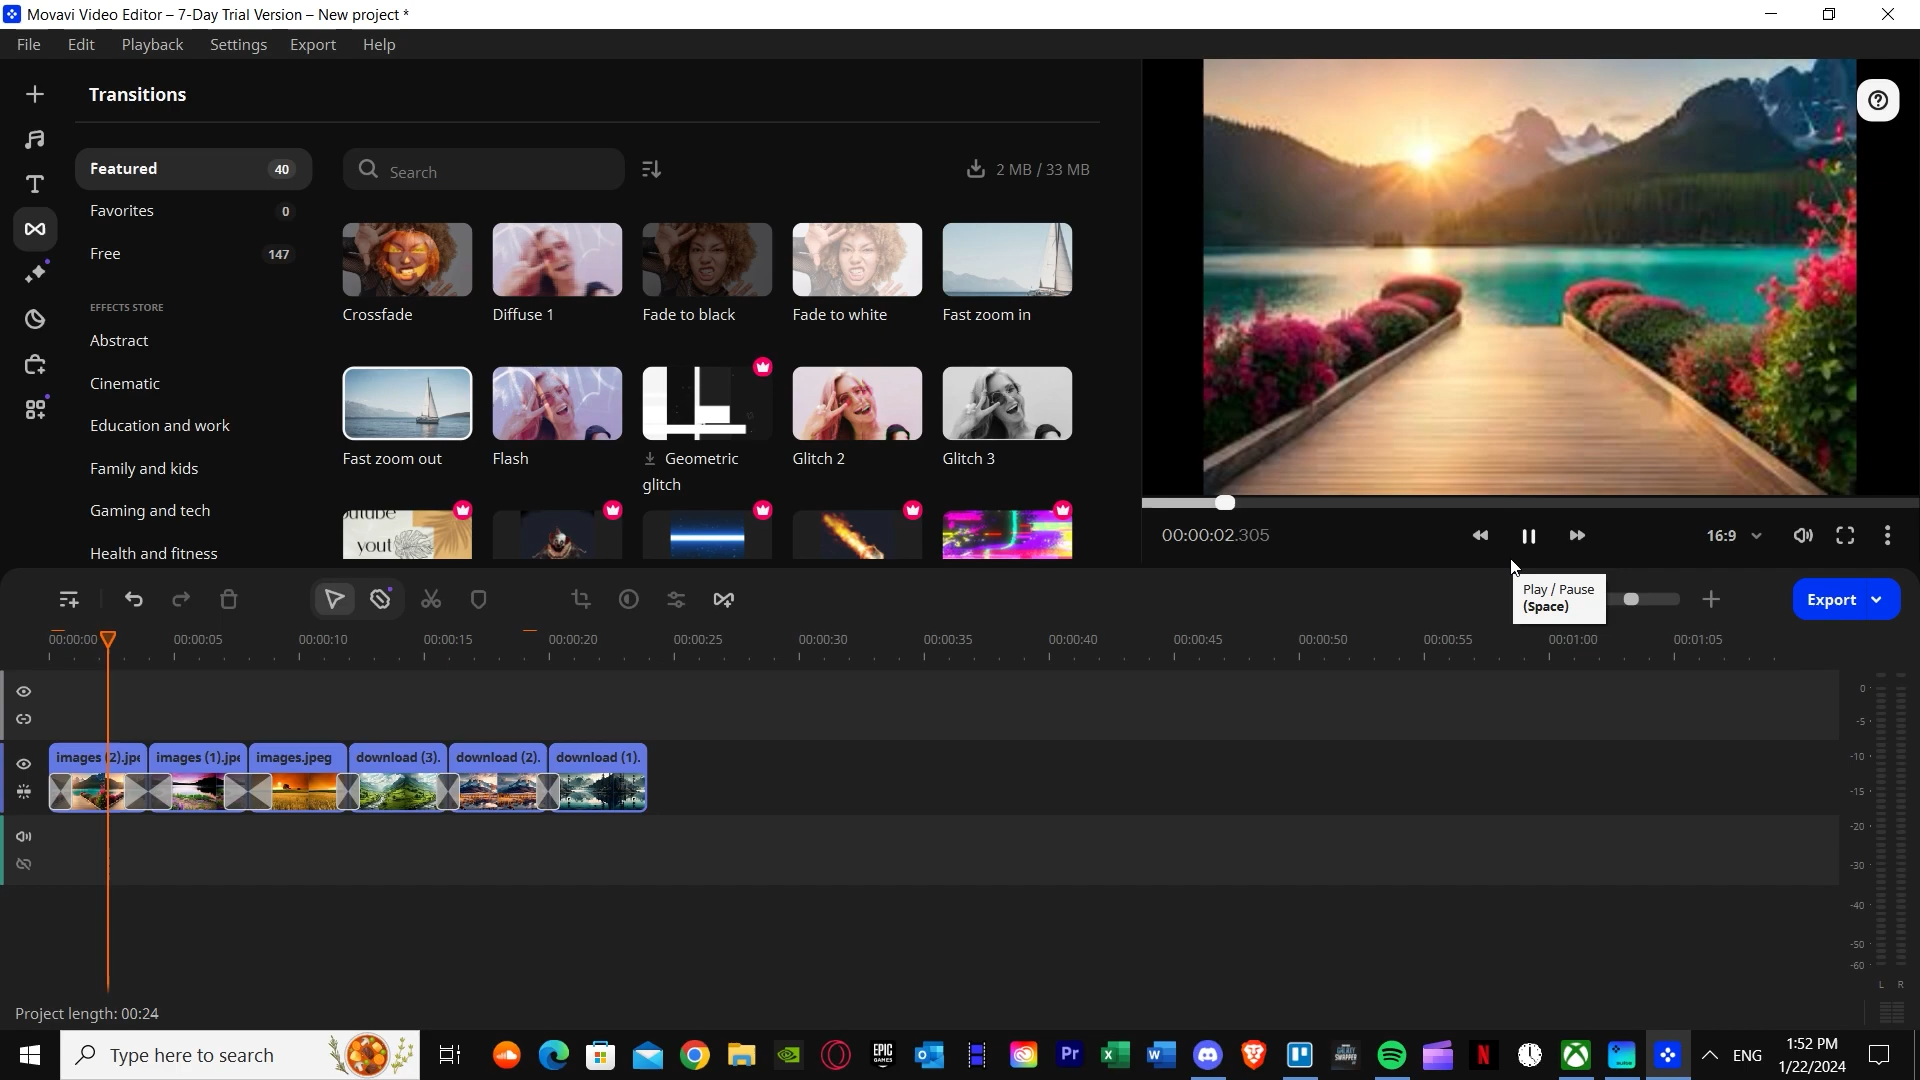 Movavi Video Editor – 7-Day Trial Version – New project *
File Edit Playback Settings Export Help
Transitions
Featured 40
Favorites 0
Free 147
EFFECTS STORE
Abstract
Cinematic
Education and work
Family and kids
Gaming and tech
Health and fitness
Search
2 MB / 33 MB
Crossfade Diffuse 1 Fade to black Fade to white Fast zoom in
Fast zoom out Flash Geometric glitch Glitch 2 Glitch 3
yout
00:00:02.305
16:9
Play / Pause
(Space)
Export
00:00:00 00:00:05 00:00:10 00:00:15 00:00:20 00:00:25 00:00:30 00:00:35 00:00:40 00:00:45 00:00:50 00:00:55 00:01:00 00:01:05
images (2).jpe images (1).jpe images.jpeg download (3). download (2). download (1).
0
-5
-10
-15
-20
-30
-40
-50
-60
L R
Project length: 00:24
Type here to search
EPIC
GAMES
Pr
ENG
1:52 PM
1/22/2024